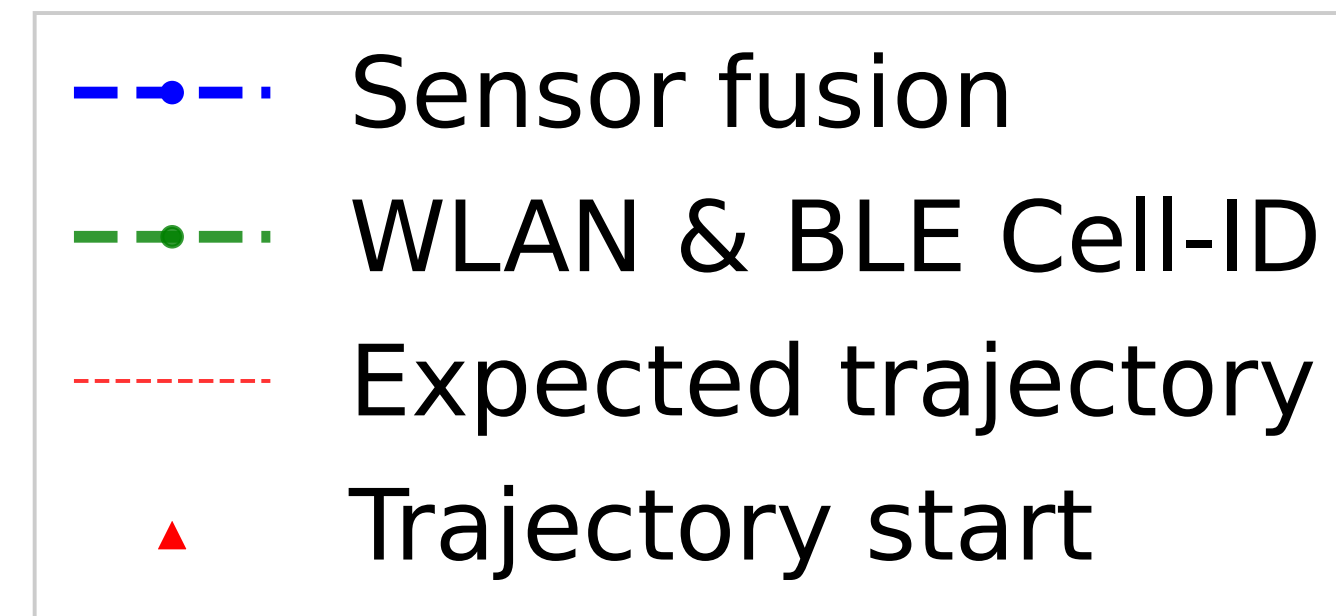 Sensor fusion
WLAN & BLE Cell-ID
Expected trajectory
Trajectory start